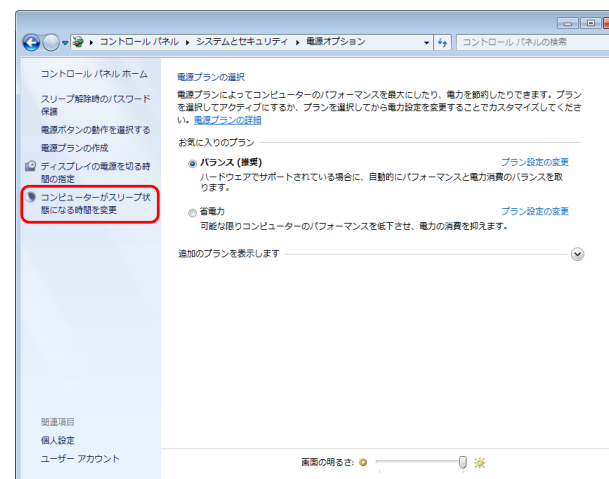 コントロール パネル ▸ システムとセキュリティ ▸ 電源オプション
コントロール パネルの検索
コントロール パネル ホーム
スリープ解除時のパスワード
保護
電源ボタンの動作を選択する
電源プランの作成
ディスプレイの電源を切る時
間の指定
コンピューターがスリープ状
態になる時間を変更
関連項目
個人設定
ユーザー アカウント
電源プランの選択
電源プランによってコンピューターのパフォーマンスを最大にしたり、電力を節約したりできます。プラン
を選択してアクティブにするか、プランを選択してから電力設定を変更することでカスタマイズしてくださ
い。電源プランの詳細
お気に入りのプラン
バランス (推奨) プラン設定の変更
ハードウェアでサポートされている場合に、自動的にパフォーマンスと電力消費のバランスを取
ります。
省電力 プラン設定の変更
可能な限りコンピューターのパフォーマンスを低下させ、電力の消費を抑えます。
追加のプランを表示します
画面の明るさ: